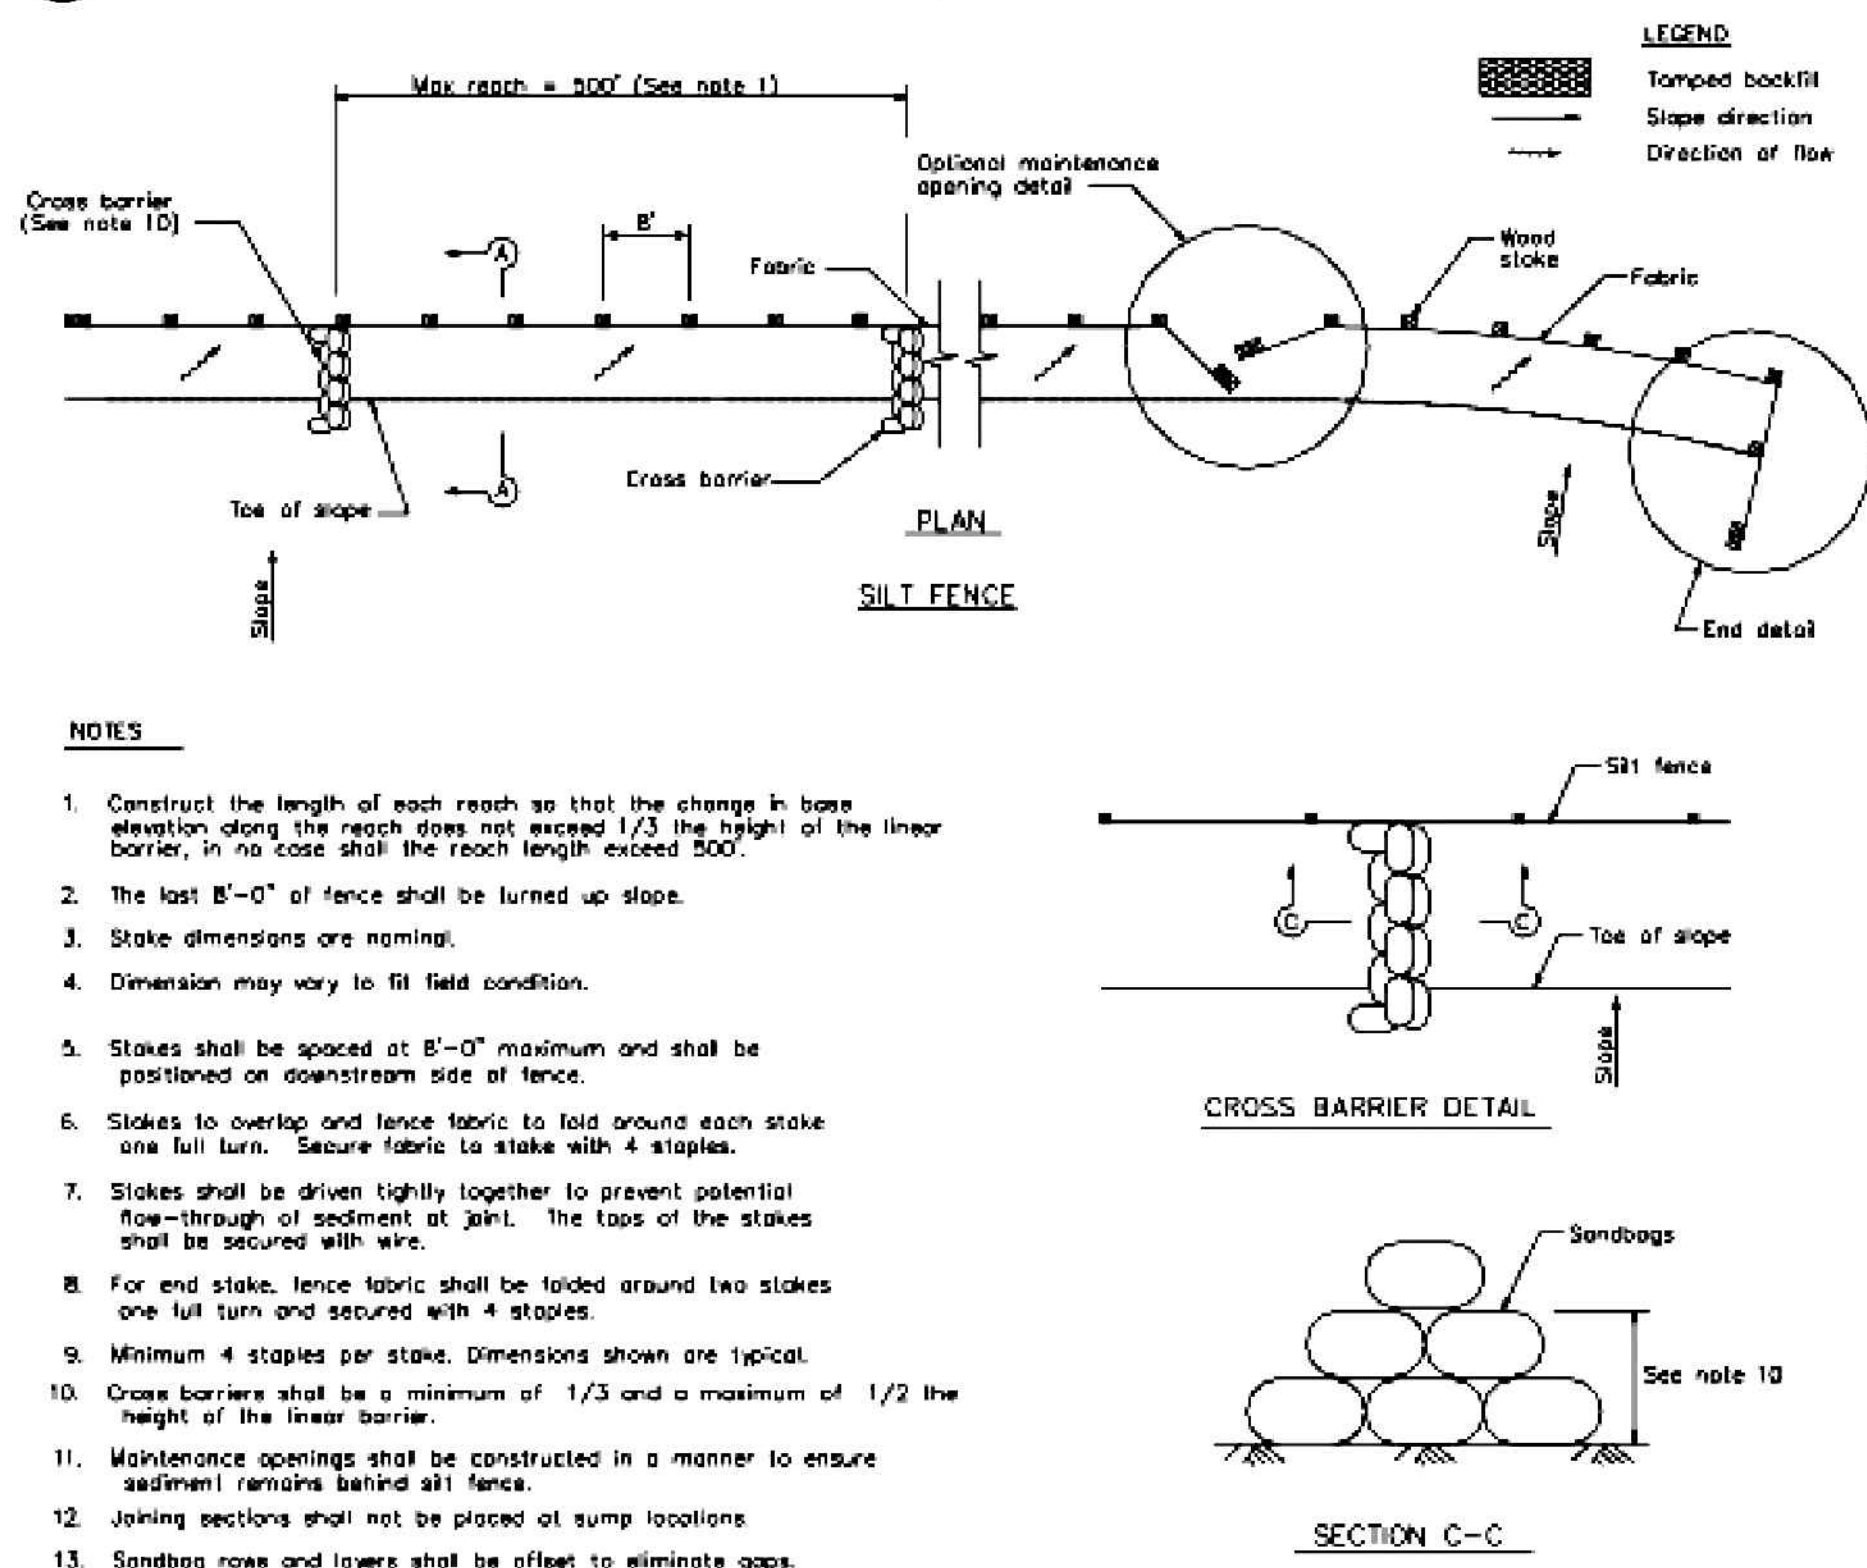 LEGEND
Tamped backfill
Slope direction
Direction of flow
Max reach = 500' (See note 1)
Optional maintenance
opening detail
Cross barrier
(See note 10)
A
8'
Fabric
Wood
stake
Fabric
Cross barrier
A
Toe of slope
PLAN
Slope
Slope
SILT FENCE
End detail
NOTES
1. Construct the length of each reach so that the change in base
elevation along the reach does not exceed 1/3 the height of the linear
barrier, in no case shall the reach length exceed 500'.
2. The last 8'-0" of fence shall be turned up slope.
3. Stake dimensions are nominal.
4. Dimension may vary to fit field condition.
5. Stakes shall be spaced at 8'-0" maximum and shall be
positioned on downstream side of fence.
6. Stakes to overlap and fence fabric to fold around each stake
one full turn. Secure fabric to stake with 4 staples.
7. Stakes shall be driven tightly together to prevent potential
flow-through of sediment at joint. The tops of the stakes
shall be secured with wire.
8. For end stake, fence fabric shall be folded around two stakes
one full turn and secured with 4 staples.
9. Minimum 4 staples per stake. Dimensions shown are typical.
10. Cross barriers shall be a minimum of 1/3 and a maximum of 1/2 the
height of the linear barrier.
11. Maintenance openings shall be constructed in a manner to ensure
sediment remains behind silt fence.
12. Joining sections shall not be placed at sump locations
13. Sandbag rows and layers shall be offset to eliminate gaps.
Silt fence
C
C
Toe of slope
Slope
CROSS BARRIER DETAIL
Sandbags
See note 10
SECTION C-C